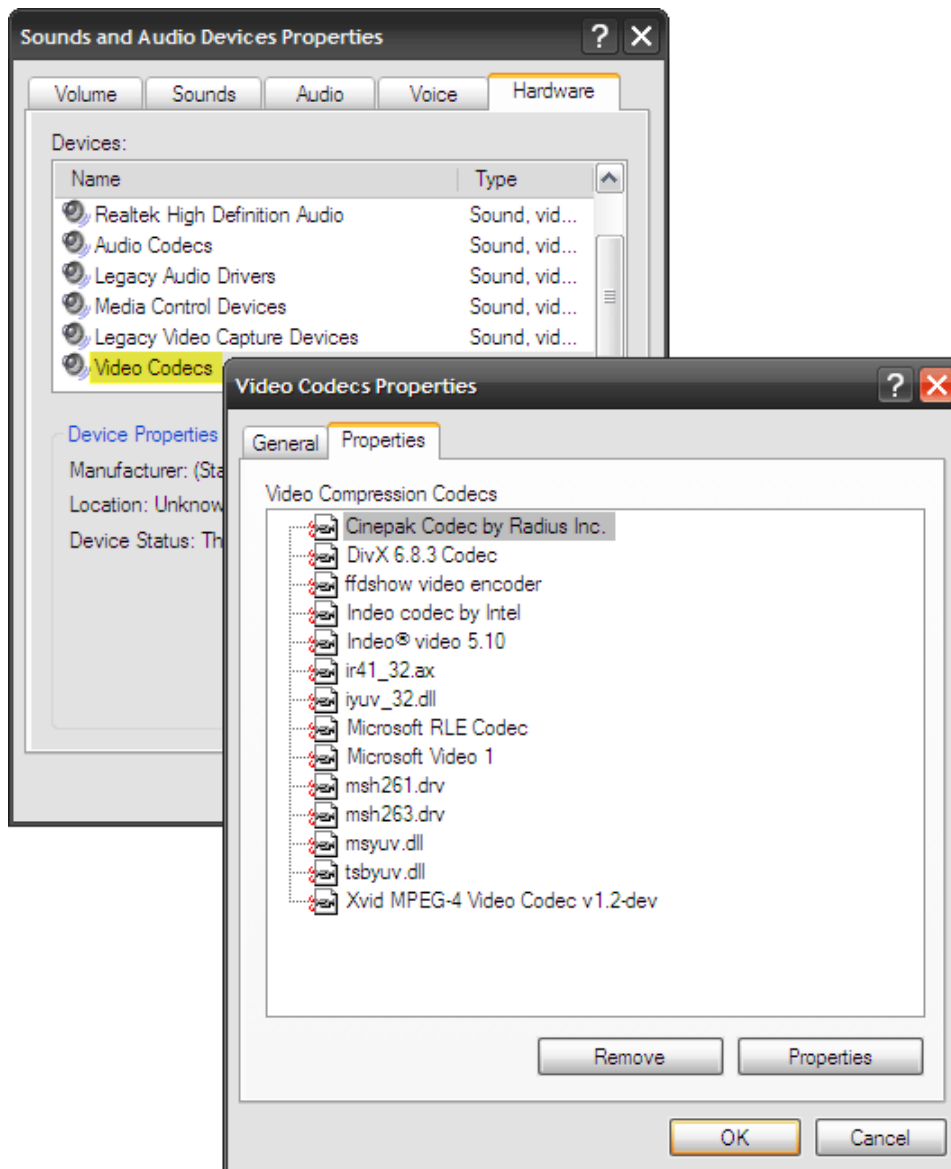 Sounds and Audio Devices Properties
Volume
Sounds
Audio
Voice
Hardware
Devices:
Name
Type
Realtek High Definition Audio
Sound, vid...
Audio Codecs
Sound, vid...
Legacy Audio Drivers
Sound, vid...
Media Control Devices
Sound, vid...
Legacy Video Capture Devices
Sound, vid...
Video Codecs
Device Properties
Manufacturer: (Sta
Location: Unknow
Device Status: Th
Video Codecs Properties
General
Properties
Video Compression Codecs
Cinepak Codec by Radius Inc.
DivX 6.8.3 Codec
ffdshow video encoder
Indeo codec by Intel
Indeo® video 5.10
ir41_32.ax
iyuv_32.dll
Microsoft RLE Codec
Microsoft Video 1
msh261.drv
msh263.drv
msyuv.dll
tsbyuv.dll
Xvid MPEG-4 Video Codec v1.2-dev
Remove
Properties
OK
Cancel